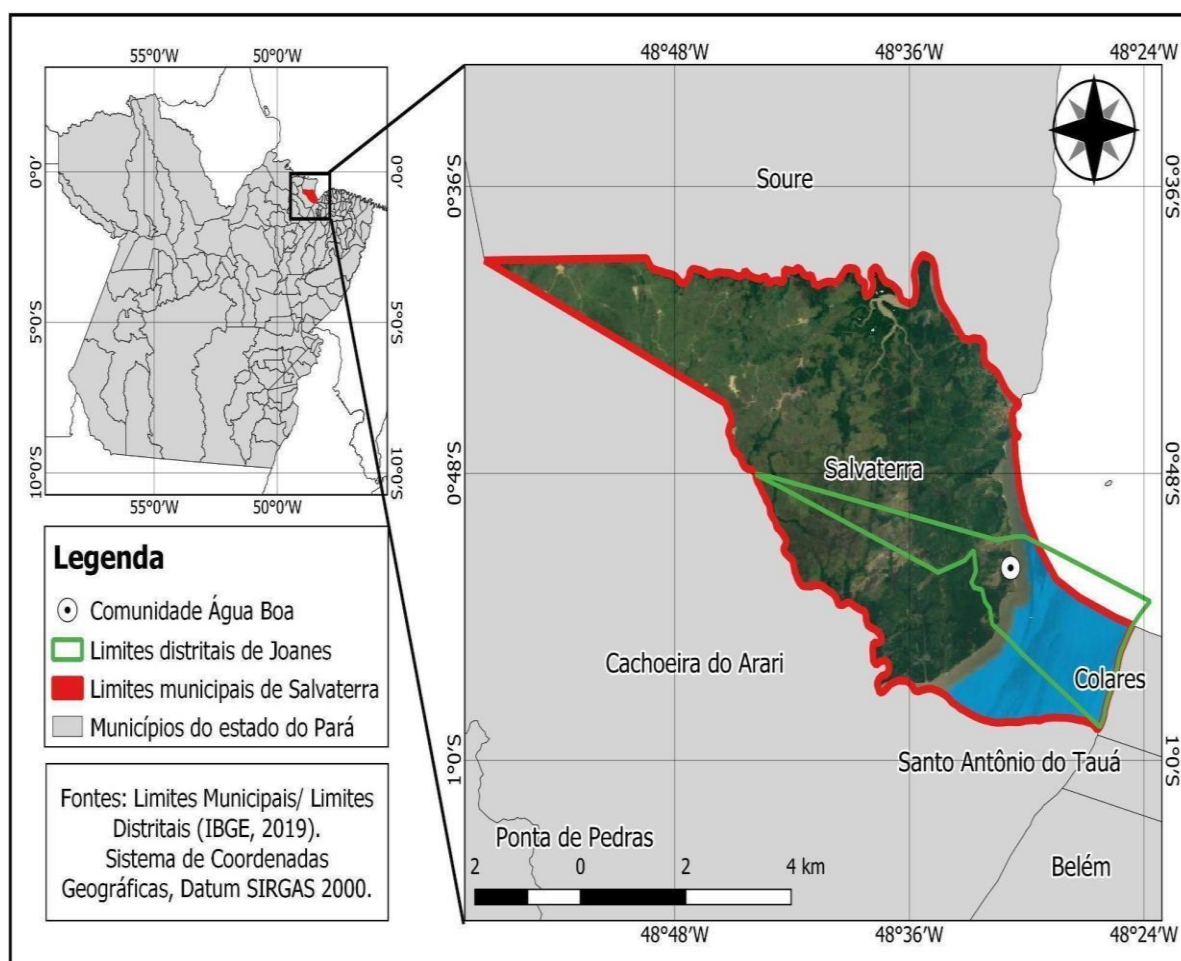 55°0'W 50°0'W
0°0' 0°0'
5°0'S 5°0'S
10°0'S 10°0'S
55°0'W 50°0'W
Legenda
Comunidade Água Boa
Limites distritais de Joanes
Limites municipais de Salvaterra
Municípios do estado do Pará
Fontes: Limites Municipais/ Limites
Distritais (IBGE, 2019).
Sistema de Coordenadas
Geográficas, Datum SIRGAS 2000.
48°48'W 48°36'W 48°24'W
0°36'S 0°36'S
Soure
0°48'S 0°48'S
Salvaterra
Cachoeira do Arari
Colares
1°0'S 1°0'S
Santo Antônio do Tauá
Ponta de Pedras
Belém
2 0 2 4 km
48°48'W 48°36'W 48°24'W